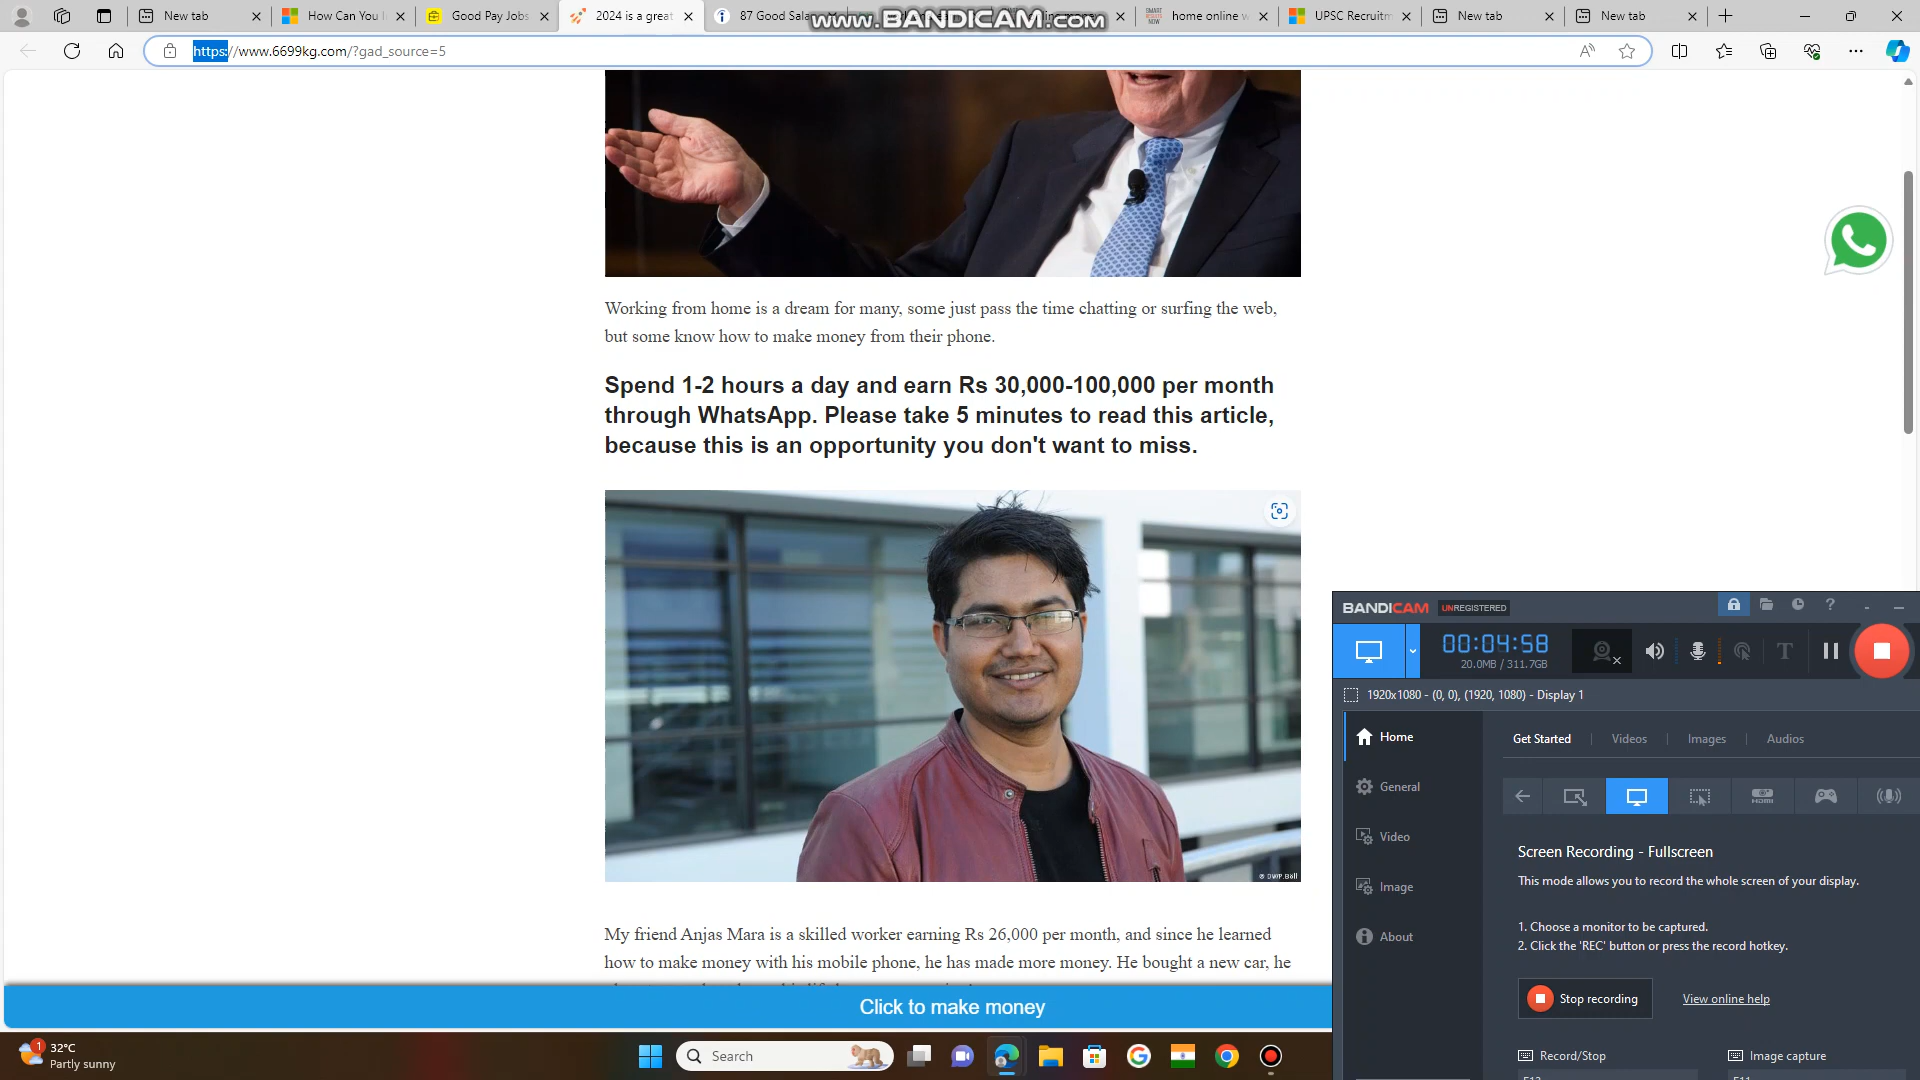 New tab
How Can You I
Good Pay Jobs
2024 is a great
87 Good Sala
www.BANDICAM.com
home online w
UPSC Recruitm
New tab
New tab
https://www.6699kg.com/?gad_source=5
Working from home is a dream for many, some just pass the time chatting or surfing the web,
but some know how to make money from their phone.
Spend 1-2 hours a day and earn Rs 30,000-100,000 per month
through WhatsApp. Please take 5 minutes to read this article,
because this is an opportunity you don't want to miss.
My friend Anjas Mara is a skilled worker earning Rs 26,000 per month, and since he learned
how to make money with his mobile phone, he has made more money. He bought a new car, he
Click to make money
BANDICAM UNREGISTERED
00:04:58
20.0MB / 311.7GB
1920x1080 - (0, 0), (1920, 1080) - Display 1
Home
General
Video
Image
About
Get Started
Videos
Images
Audios
HDMI
Screen Recording - Fullscreen
This mode allows you to record the whole screen of your display.
1. Choose a monitor to be captured.
2. Click the 'REC' button or press the record hotkey.
Stop recording
View online help
Record/Stop
Image capture
1
32°C
Partly sunny
Search